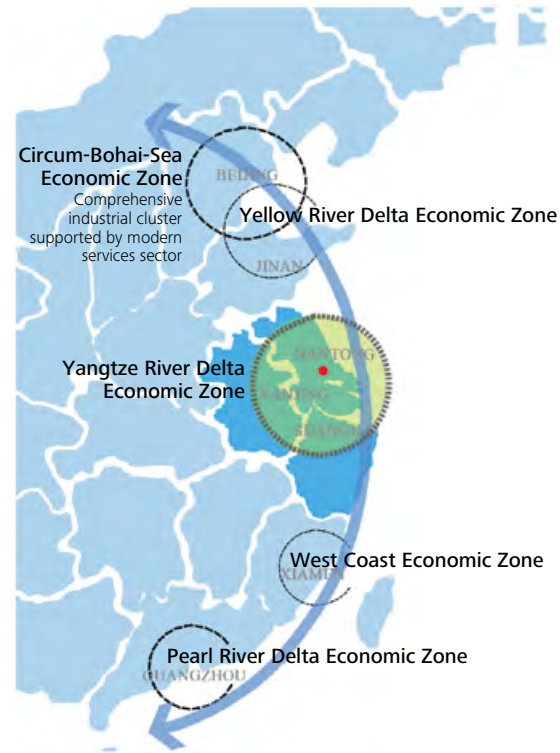 Circum-Bohai-Sea
Economic Zone
Comprehensive
industrial cluster
supported by modern
services sector
BEIJING
Yellow River Delta Economic Zone
JINAN
NANTONG
Yangtze River Delta
Economic Zone
NANJING
West Coast Economic Zone
XIAMEN
Pearl River Delta Economic Zone
GUANGZHOU